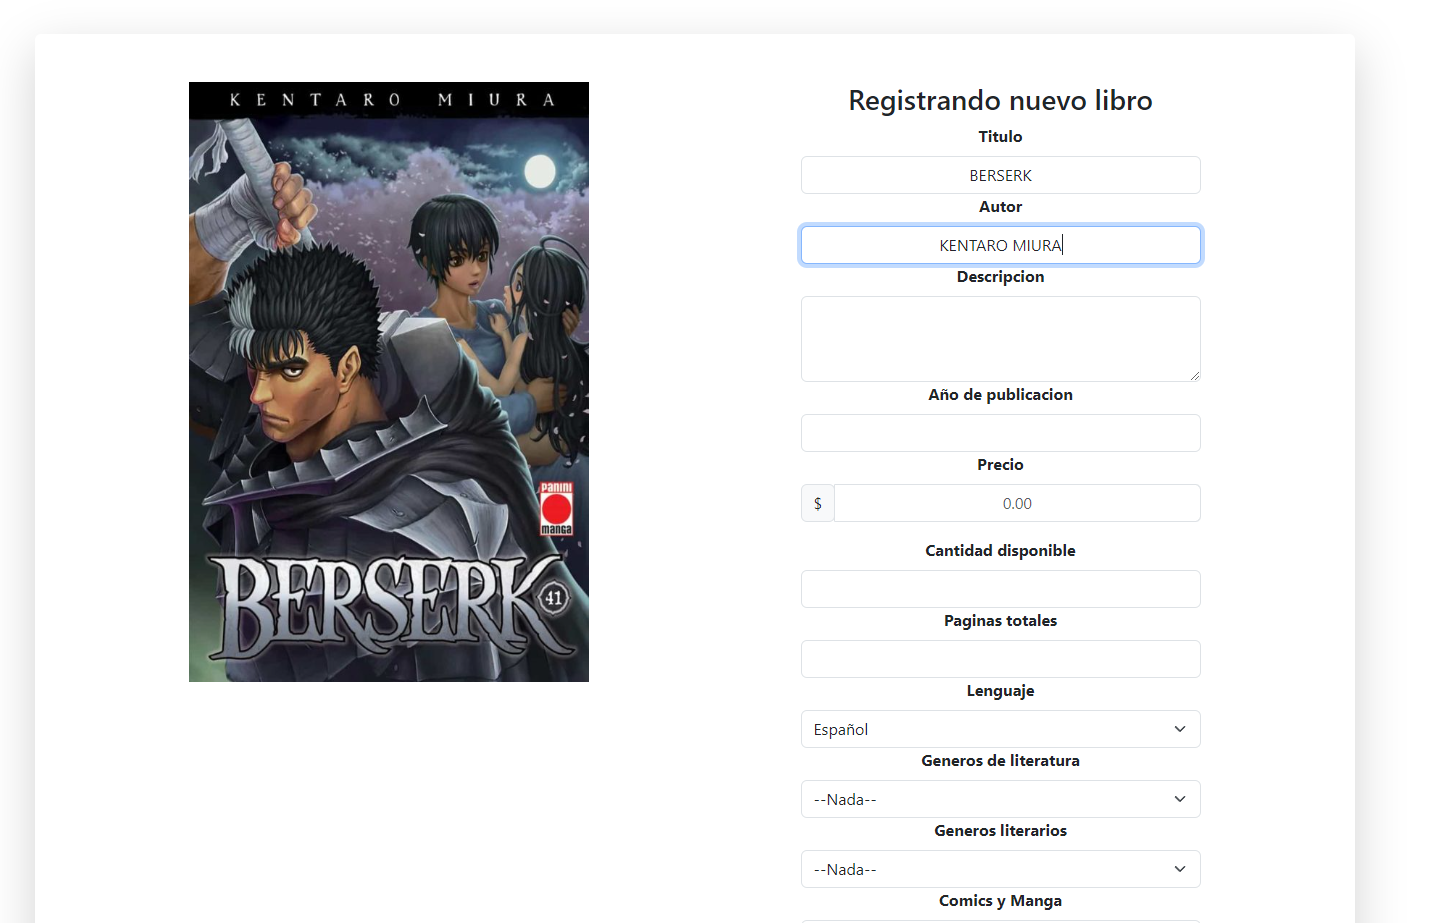 KENTARO MIURA
panini
manga
BERSERK
41
Registrando nuevo libro
Titulo
BERSERK
Autor
KENTARO MIURA
Descripcion
Año de publicacion
Precio
$ 0.00
Cantidad disponible
Paginas totales
Lenguaje
Español
Generos de literatura
--Nada--
Generos literarios
--Nada--
Comics y Manga